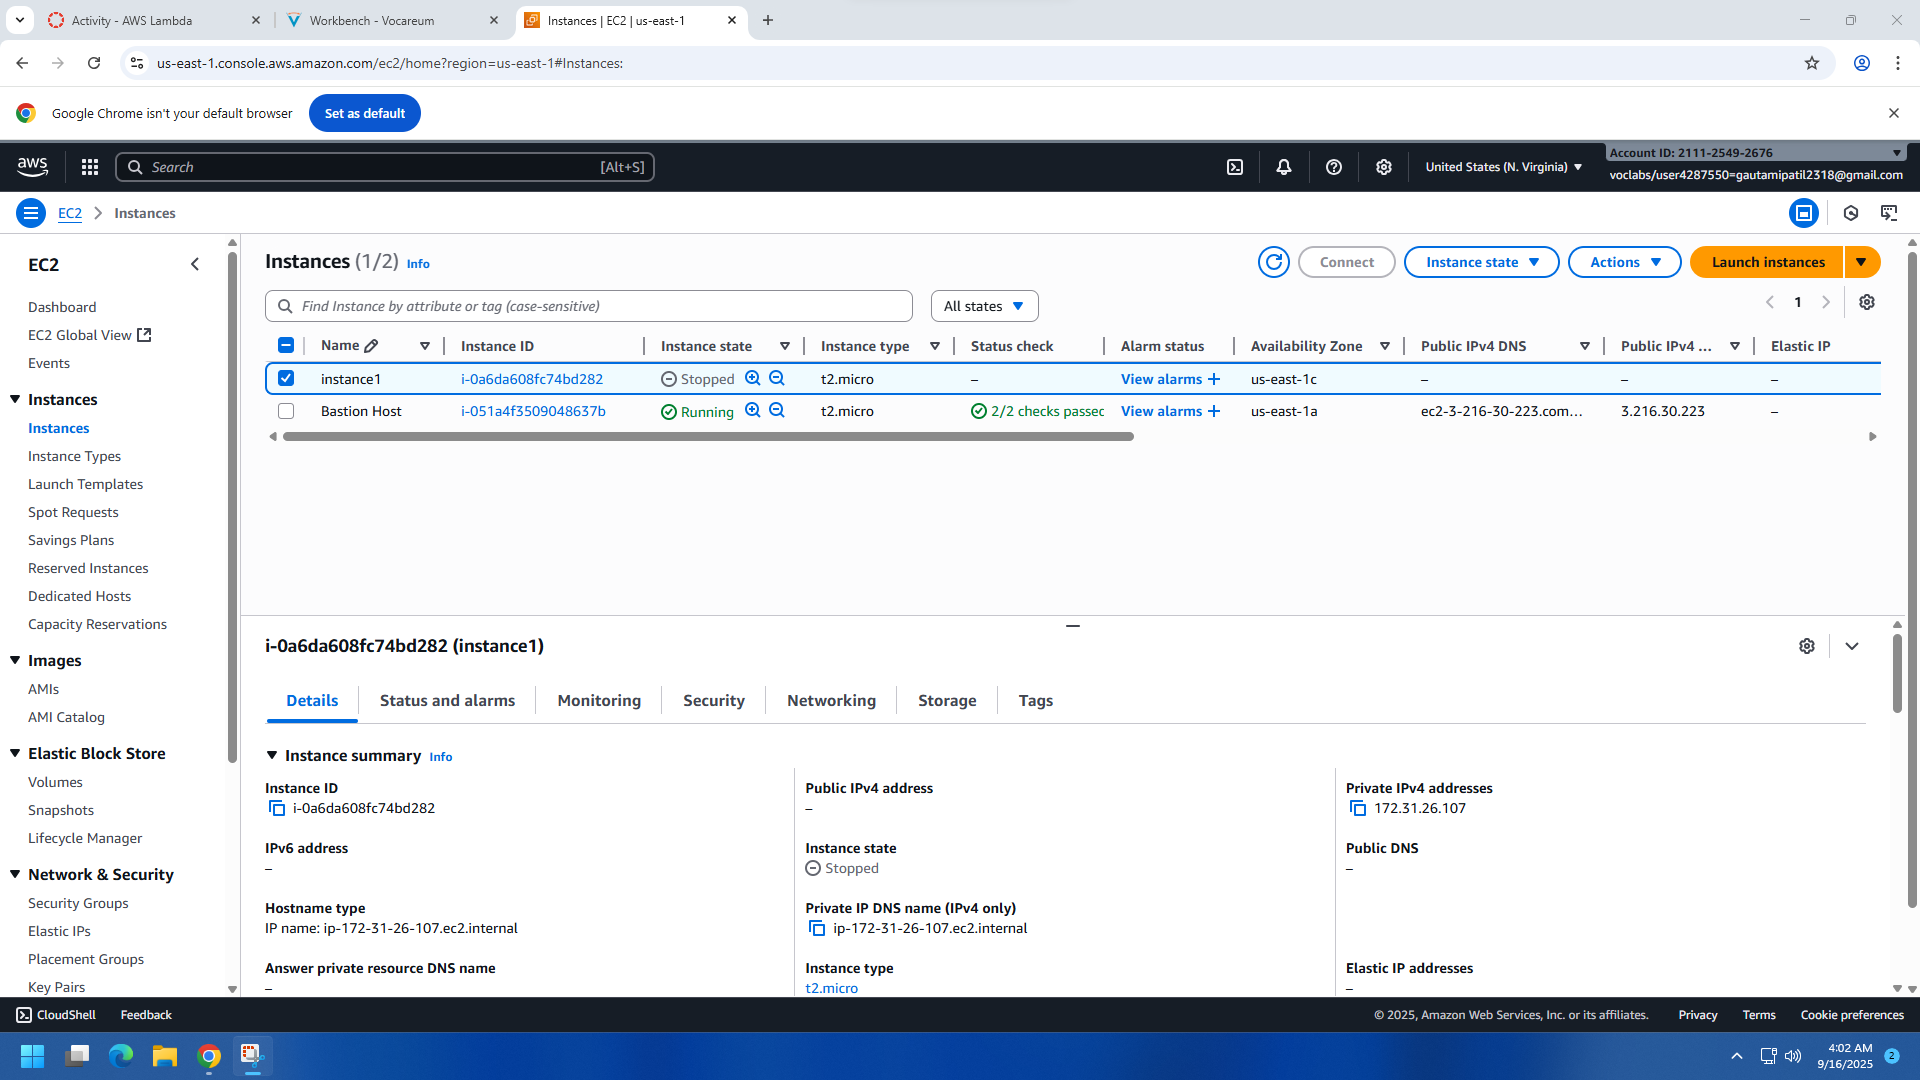 Activity - AWS Lambda
Workbench - Vocareum
Instances | EC2 | us-east-1
us-east-1.console.aws.amazon.com/ec2/home?region=us-east-1#Instances:
Google Chrome isn't your default browser
Set as default
aws
Search
[Alt+S]
United States (N. Virginia)
Account ID: 2111-2549-2676
voclabs/user4287550=gautamipatil2318@gmail.com
EC2
Instances
EC2
Dashboard
EC2 Global View
Events
Instances
Instances
Instance Types
Launch Templates
Spot Requests
Savings Plans
Reserved Instances
Dedicated Hosts
Capacity Reservations
Images
AMIs
AMI Catalog
Elastic Block Store
Volumes
Snapshots
Lifecycle Manager
Network & Security
Security Groups
Elastic IPs
Placement Groups
Key Pairs
Instances (1/2) Info
Connect
Instance state
Actions
Launch instances
Find Instance by attribute or tag (case-sensitive)
All states
1
Name Instance ID Instance state Instance type Status check Alarm status Availability Zone Public IPv4 DNS Public IPv4 ... Elastic IP
instance1 i-0a6da608fc74bd282 Stopped t2.micro – View alarms + us-east-1c – – –
Bastion Host i-051a4f3509048637b Running t2.micro 2/2 checks passed View alarms + us-east-1a ec2-3-216-30-223.com... 3.216.30.223 –
i-0a6da608fc74bd282 (instance1)
Details Status and alarms Monitoring Security Networking Storage Tags
Instance summary Info
Instance ID
i-0a6da608fc74bd282
Public IPv4 address
–
Private IPv4 addresses
172.31.26.107
IPv6 address
–
Instance state
Stopped
Public DNS
–
Hostname type
IP name: ip-172-31-26-107.ec2.internal
Private IP DNS name (IPv4 only)
ip-172-31-26-107.ec2.internal
Answer private resource DNS name
–
Instance type
t2.micro
Elastic IP addresses
–
CloudShell
Feedback
© 2025, Amazon Web Services, Inc. or its affiliates.
Privacy
Terms
Cookie preferences
4:02 AM
9/16/2025
2